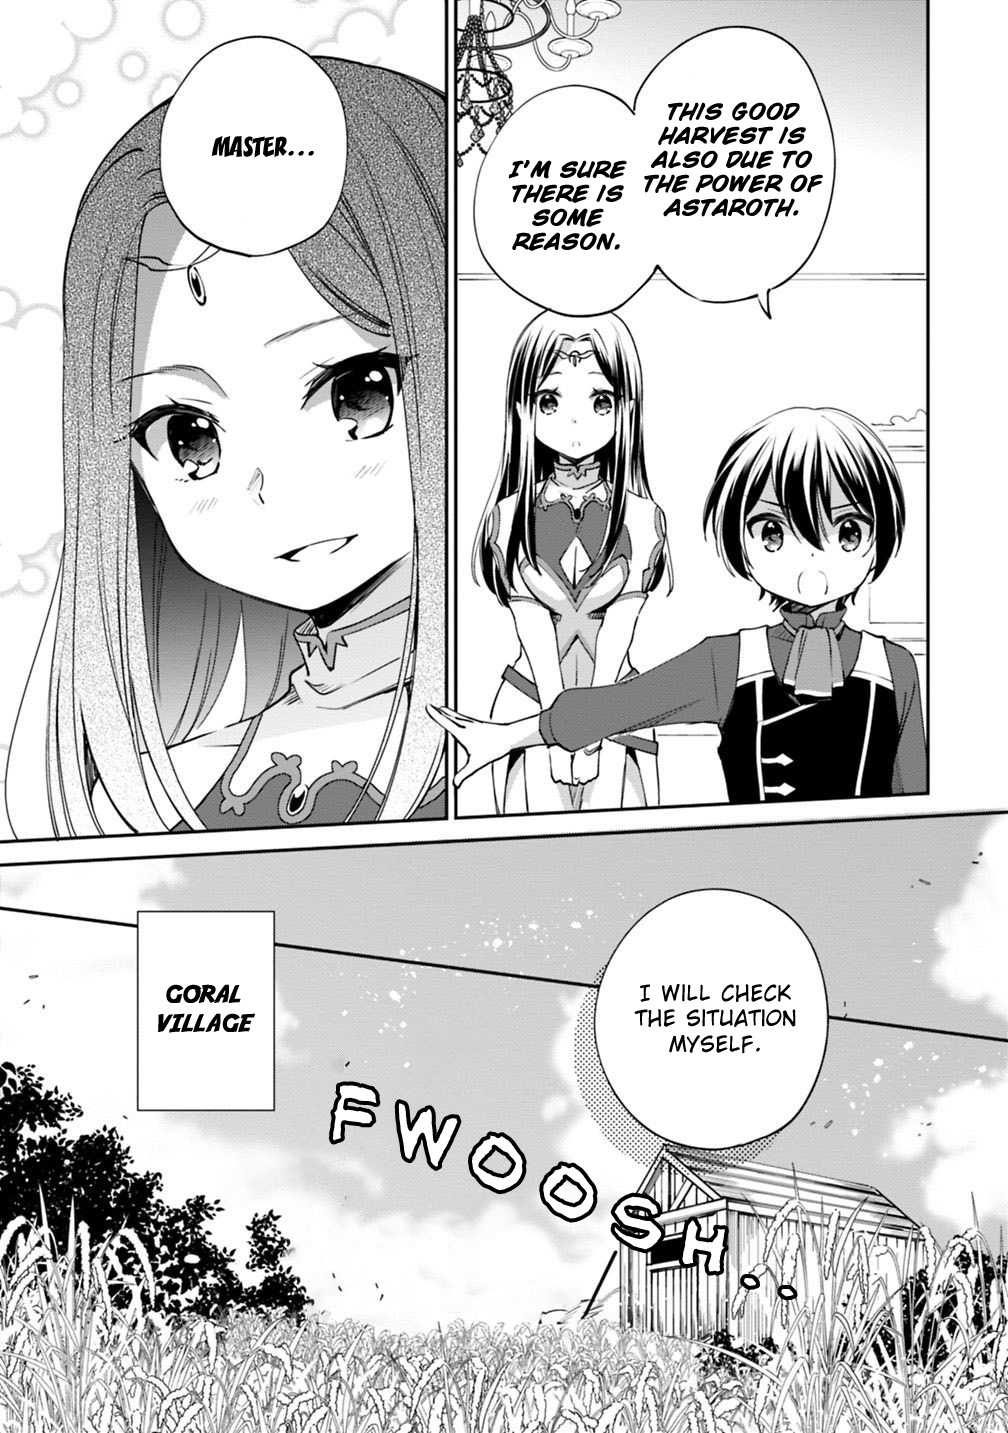 THIS GOOD
HARVEST IS
ALSO DUE TO
THE POWER OF
ASTAROTH.
I'M SURE
THERE IS
SOME
REASON.
MASTER...
I WILL CHECK
THE SITUATION
MYSELF.
GORAL
VILLAGE
FWOOSH..